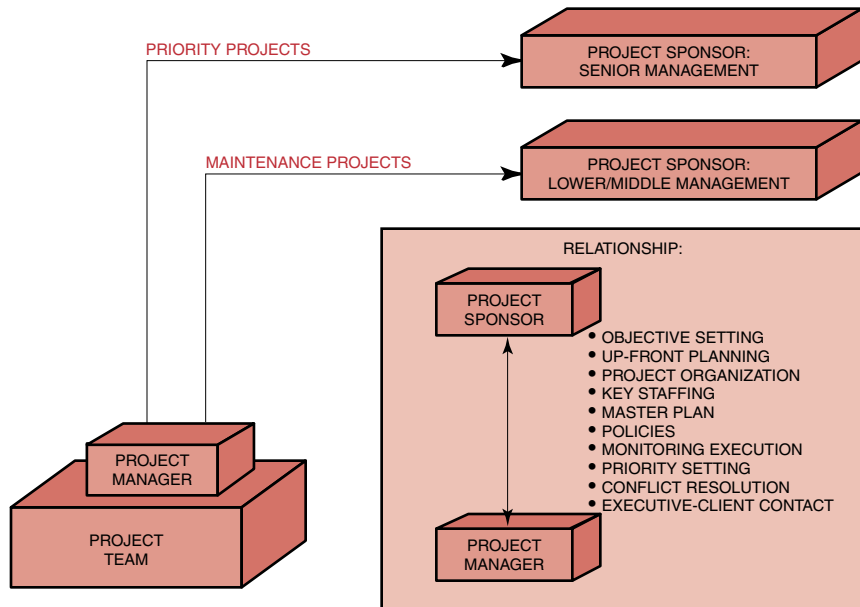 PRIORITY PROJECTS
PROJECT SPONSOR:
SENIOR MANAGEMENT
MAINTENANCE PROJECTS
PROJECT SPONSOR:
LOWER/MIDDLE MANAGEMENT
PROJECT
MANAGER
PROJECT
TEAM
RELATIONSHIP:
PROJECT
SPONSOR
• OBJECTIVE SETTING
• UP-FRONT PLANNING
• PROJECT ORGANIZATION
• KEY STAFFING
• MASTER PLAN
• POLICIES
• MONITORING EXECUTION
• PRIORITY SETTING
• CONFLICT RESOLUTION
• EXECUTIVE-CLIENT CONTACT
PROJECT
MANAGER